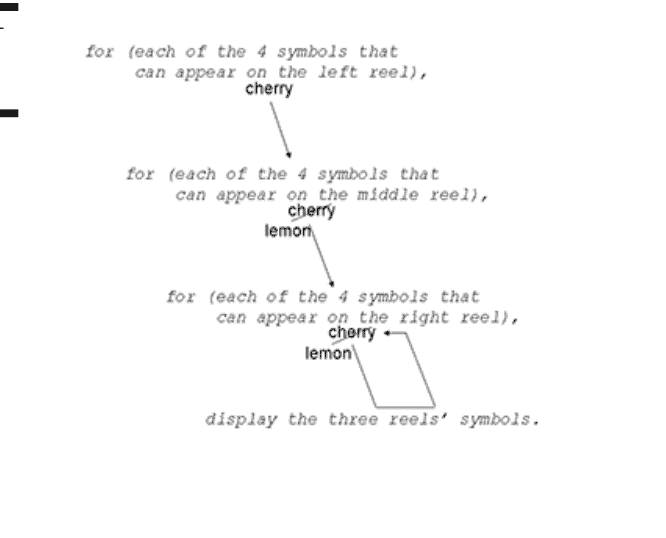 for (each of the 4 symbols that
can appear on the left reel),
cherry
for (each of the 4 symbols that
can appear on the middle reel),
cherry
lemon
for (each of the 4 symbols that
can appear on the right reel),
cherry
lemon
display the three reels' symbols.